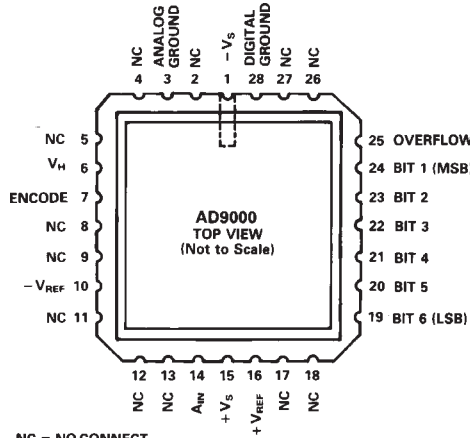 NC
ANALOG GROUND
NC
−VS
DIGITAL GROUND
NC
NC
4 3 2 1 28 27 26
NC 5
VH 6
ENCODE 7
NC 8
NC 9
−VREF 10
NC 11
AD9000
TOP VIEW
(Not to Scale)
25 OVERFLOW
24 BIT 1 (MSB)
23 BIT 2
22 BIT 3
21 BIT 4
20 BIT 5
19 BIT 6 (LSB)
12 13 14 15 16 17 18
NC
NC
AIN
+VS
+VREF
NC
NC
NC = NO CONNECT